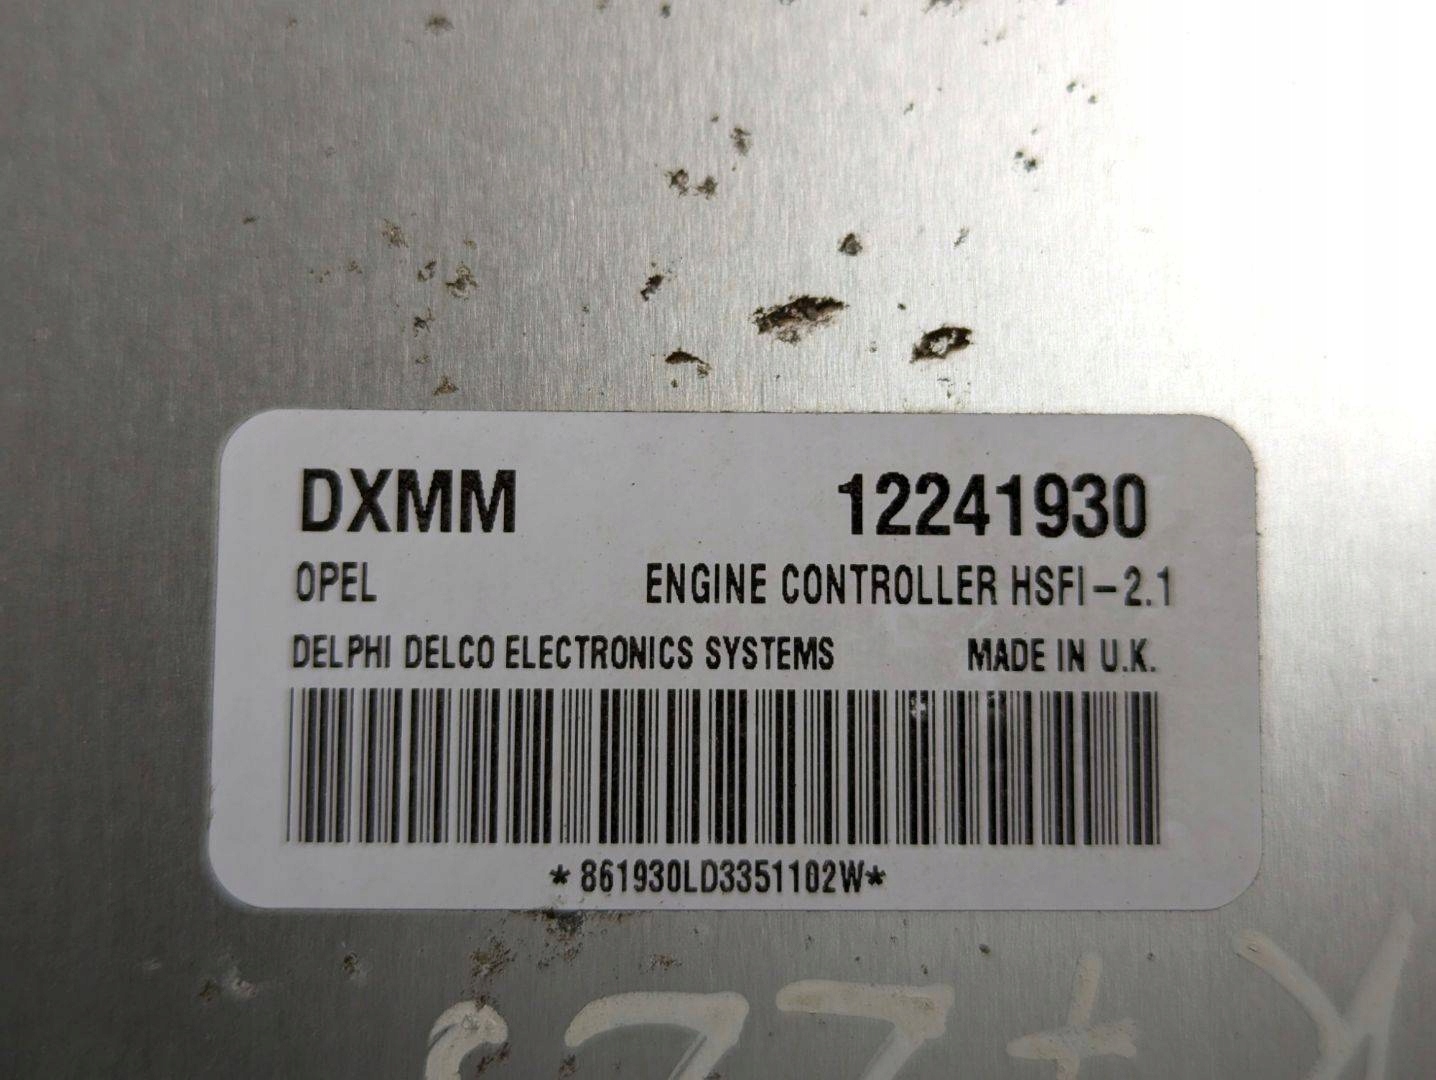 DXMM 12241930
OPEL ENGINE CONTROLLER HSFI-2.1
DELPHI DELCO ELECTRONICS SYSTEMS MADE IN U.K.
*861930LD3351102W*